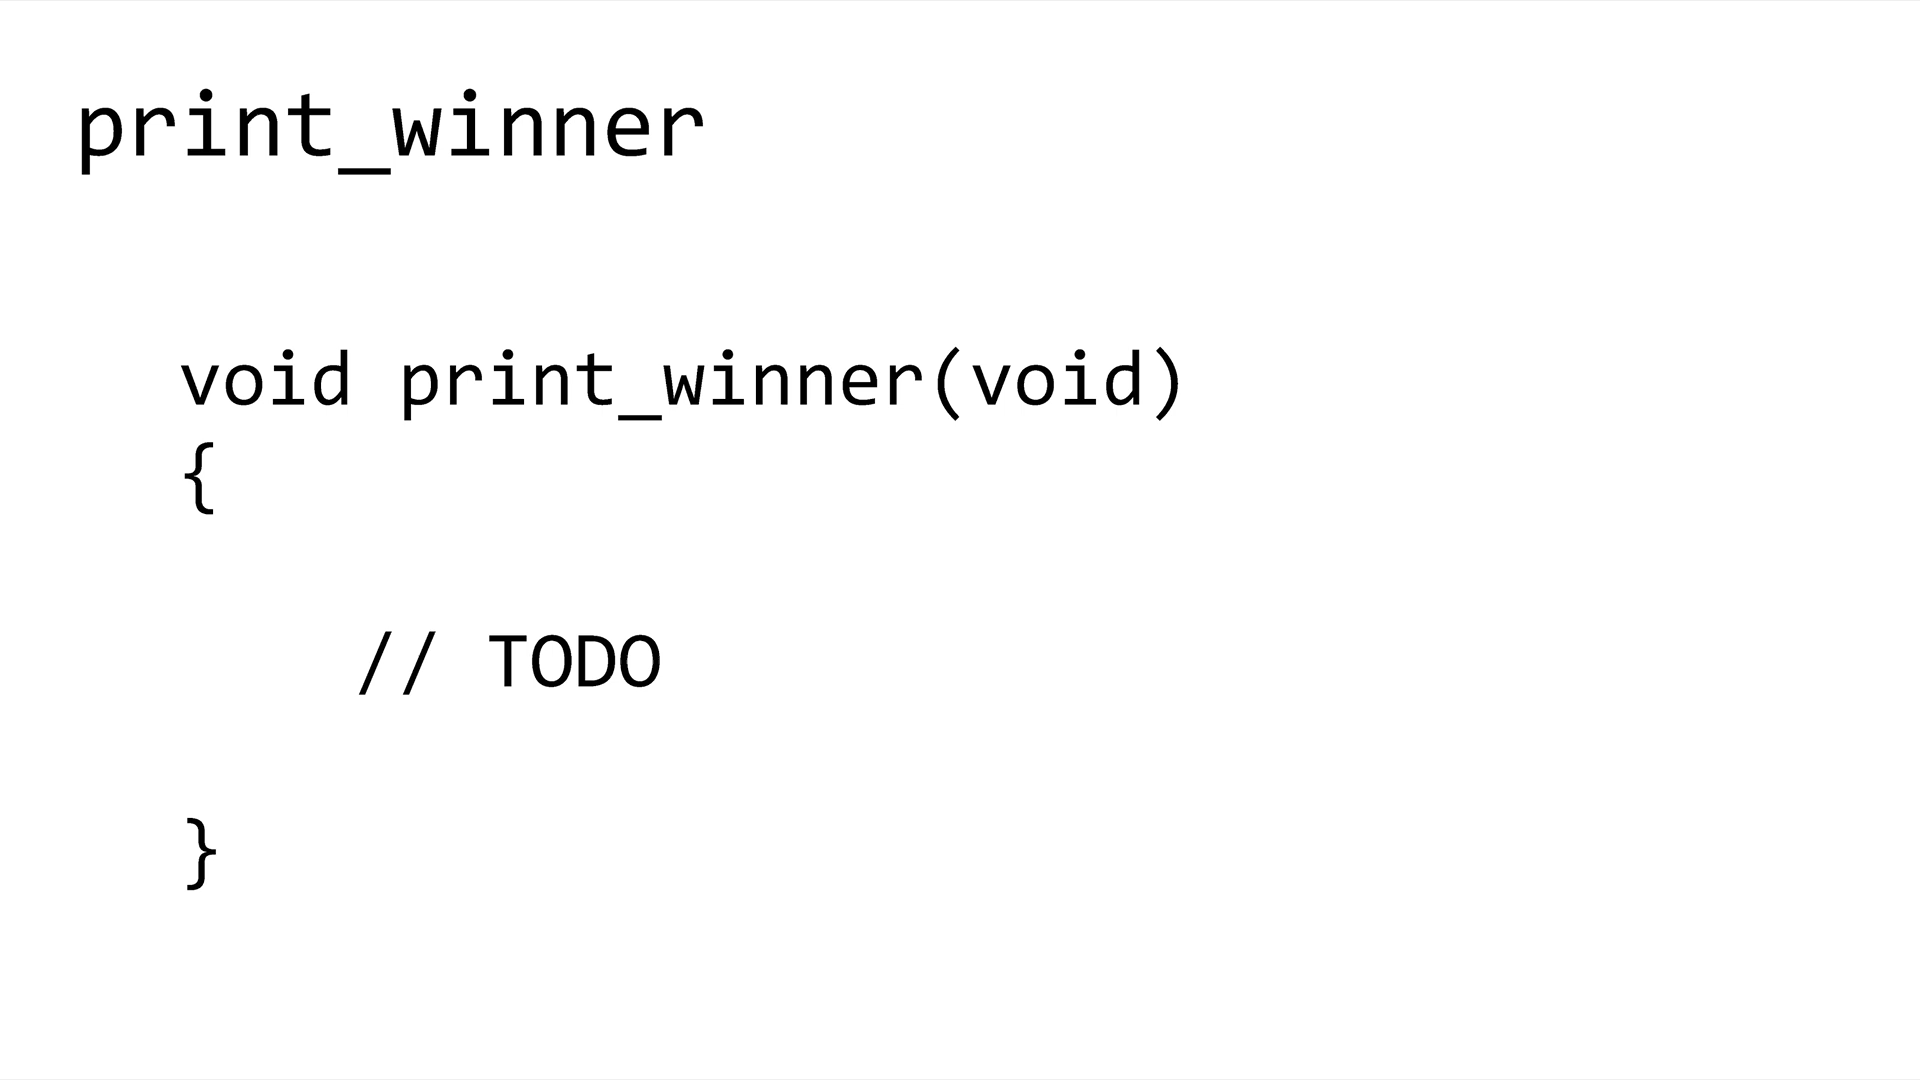 print_winner
void print_winner(void)
{
// TODO
}